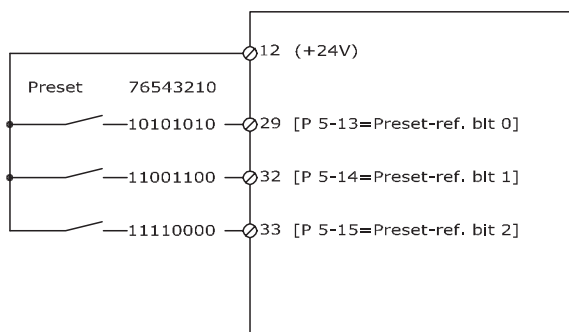 12 (+24V)
Preset 76543210
10101010 29 [P 5-13=Preset-ref. bit 0]
11001100 32 [P 5-14=Preset-ref. bit 1]
11110000 33 [P 5-15=Preset-ref. bit 2]